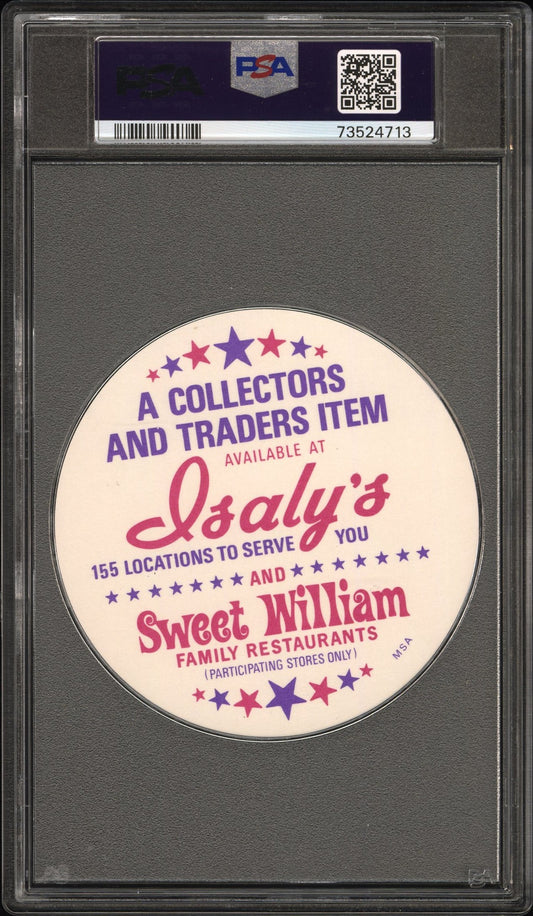 PSA
PSA
73524713
A COLLECTORS
AND TRADERS ITEM
AVAILABLE AT
Isaly's
155 LOCATIONS TO SERVE YOU
AND
Sweet William
FAMILY RESTAURANTS
(PARTICIPATING STORES ONLY)
MSA
PSA